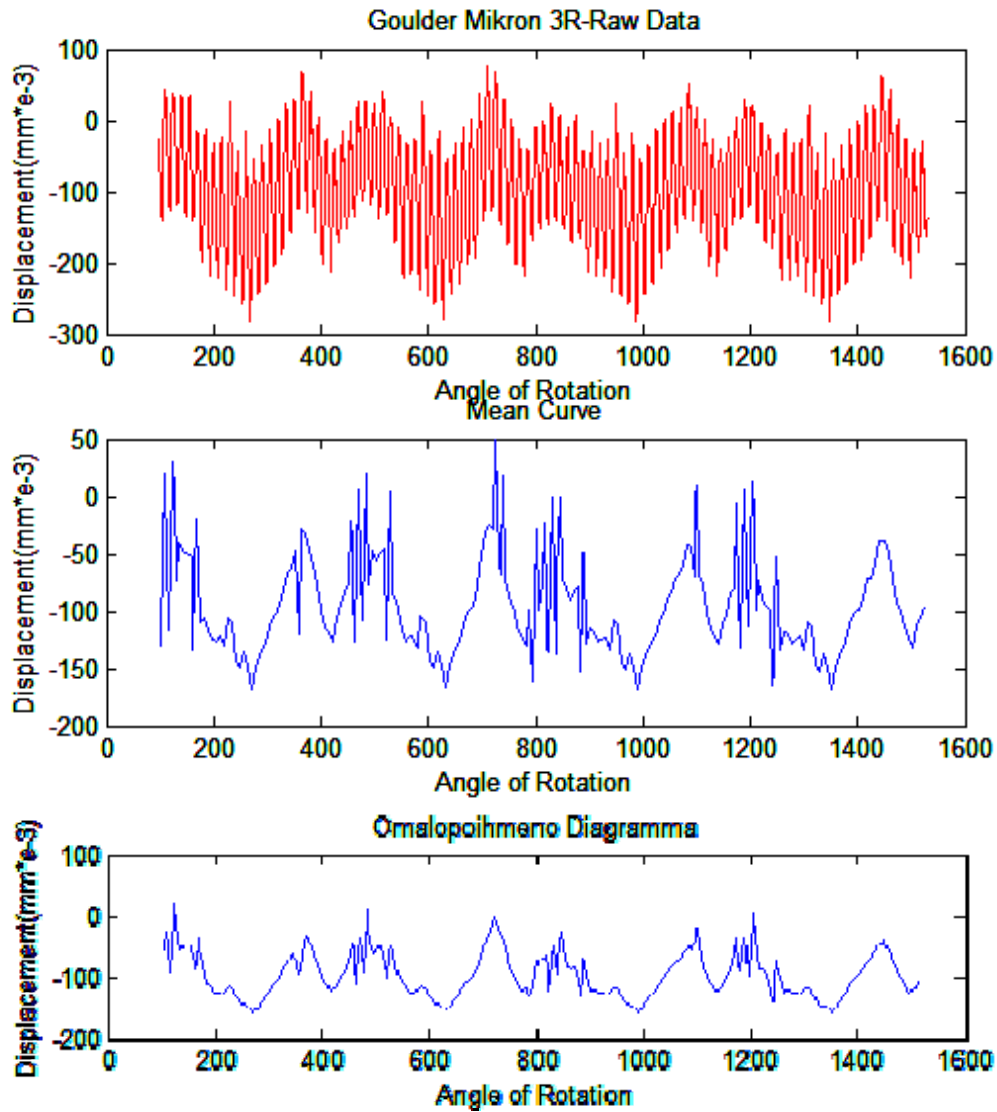 Goulder Mikron 3R-Raw Data
Displacement(mm*e-3)
100
0
-100
-200
-300
0 200 400 600 800 1000 1200 1400 1600
Angle of Rotation
Mean Curve
Displacement(mm*e-3)
50
0
-50
-100
-150
-200
0 200 400 600 800 1000 1200 1400 1600
Angle of Rotation
Omalopoihmeno Diagramma
Displacement(mm*e-3)
100
0
-100
-200
0 200 400 600 800 1000 1200 1400 1600
Angle of Rotation